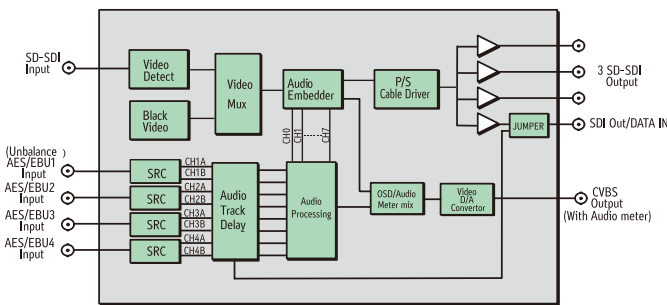 SD-SDI
Input
Video
Detect
Black
Video
Video
Mux
Audio
Embedder
P/S
Cable Driver
3 SD-SDI
Output
JUMPER
SDI Out/DATA IN
CH0
CH1
CH7
(Unbalance )
AES/EBU1
Input
AES/EBU2
Input
AES/EBU3
Input
AES/EBU4
Input
SRC
SRC
SRC
SRC
CH1A
CH1B
CH2A
CH2B
CH3A
CH3B
CH4A
CH4B
Audio
Track
Delay
Audio
Processing
OSD/Audio
Meter mix
Video
D/A
Convertor
CVBS
Output
(With Audio meter)